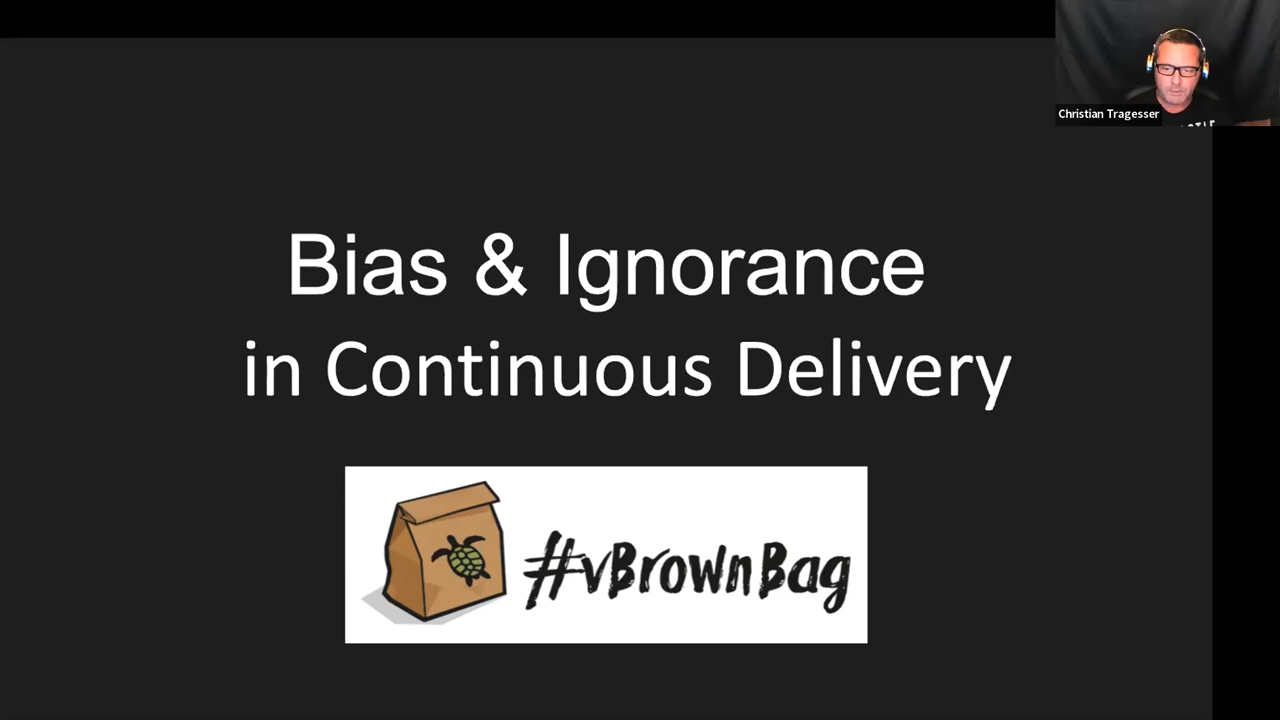 Christian Tragesser
Bias & Ignorance
in Continuous Delivery
#vBrownBag